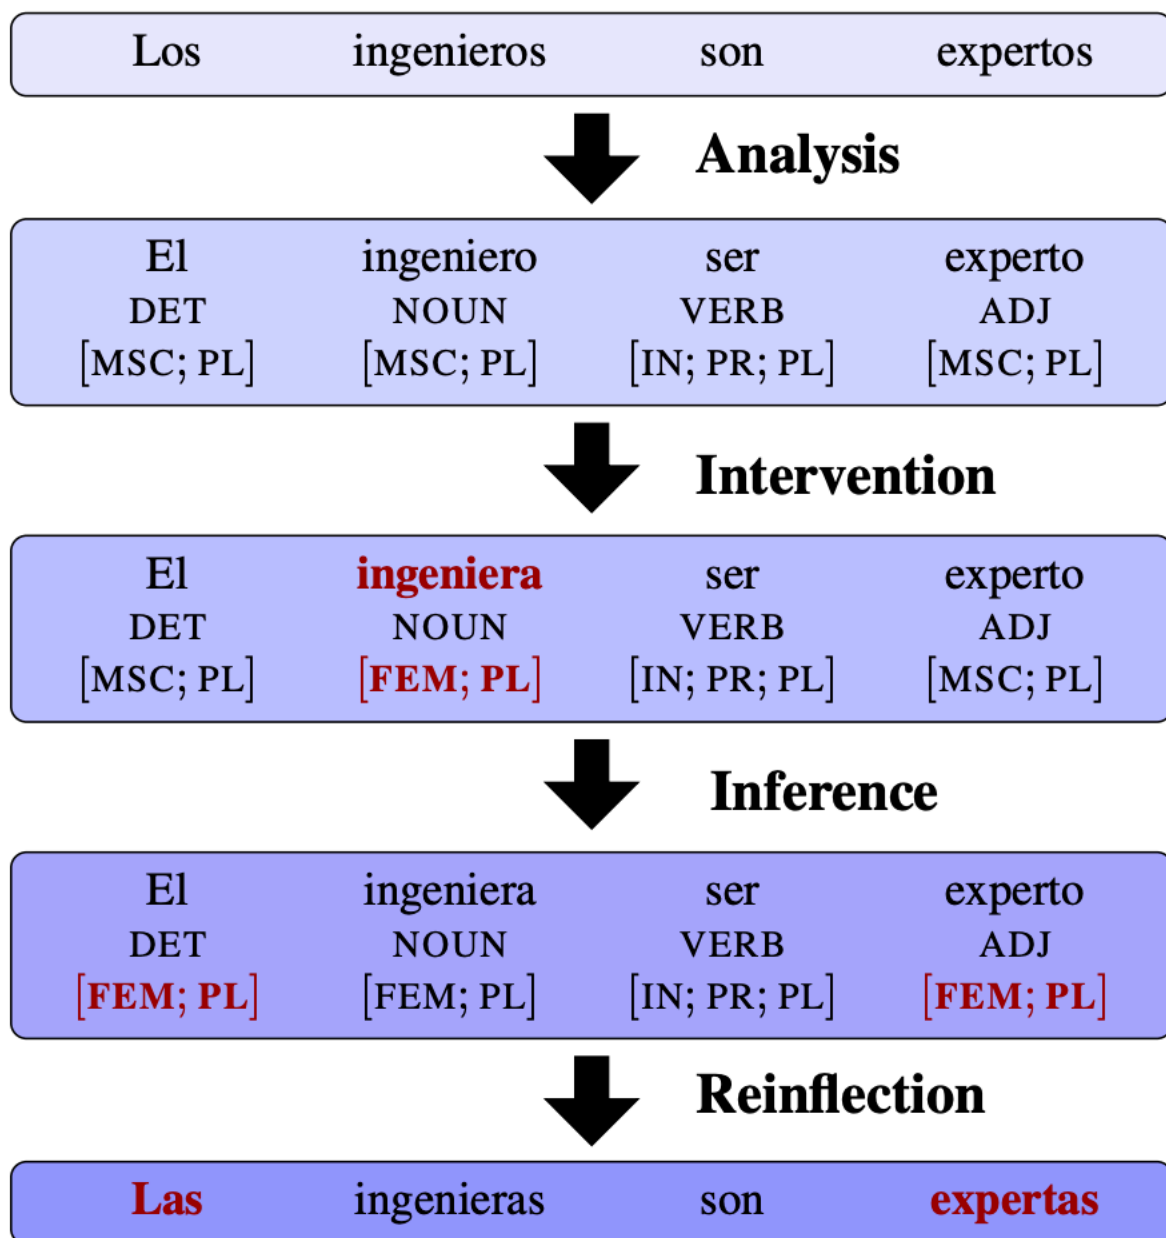 Los ingenieros son expertos
Analysis
El ingeniero ser experto
DET NOUN VERB ADJ
[MSC; PL] [MSC; PL] [IN; PR; PL] [MSC; PL]
Intervention
El ingeniera ser experto
DET NOUN VERB ADJ
[MSC; PL] [FEM; PL] [IN; PR; PL] [MSC; PL]
Inference
El ingeniera ser experto
DET NOUN VERB ADJ
[FEM; PL] [FEM; PL] [IN; PR; PL] [FEM; PL]
Reinflection
Las ingenieras son expertas